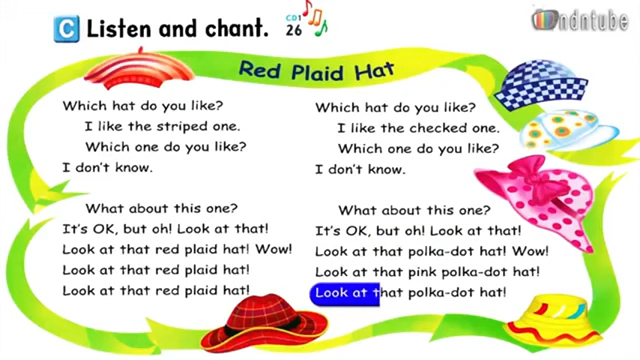 C Listen and chant. CD1 26
ndntube
Red Plaid Hat
Which hat do you like?
I like the striped one.
Which one do you like?
I don't know.
What about this one?
It's OK, but oh! Look at that!
Look at that red plaid hat! Wow!
Look at that red plaid hat!
Look at that red plaid hat!
Which hat do you like?
I like the checked one.
Which one do you like?
I don't know.
What about this one?
It's OK, but oh! Look at that!
Look at that polka-dot hat! Wow!
Look at that pink polka-dot hat!
Look at that polka-dot hat!